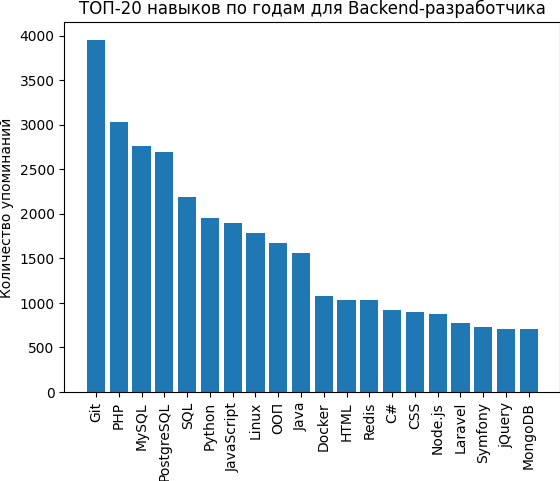 ТОП-20 навыков по годам для Backend-разработчика
Количество упоминаний
4000
3500
3000
2500
2000
1500
1000
500
0
Git
PHP
MySQL
PostgreSQL
SQL
Python
JavaScript
Linux
ООП
Java
Docker
HTML
Redis
C#
CSS
Node.js
Laravel
Symfony
jQuery
MongoDB